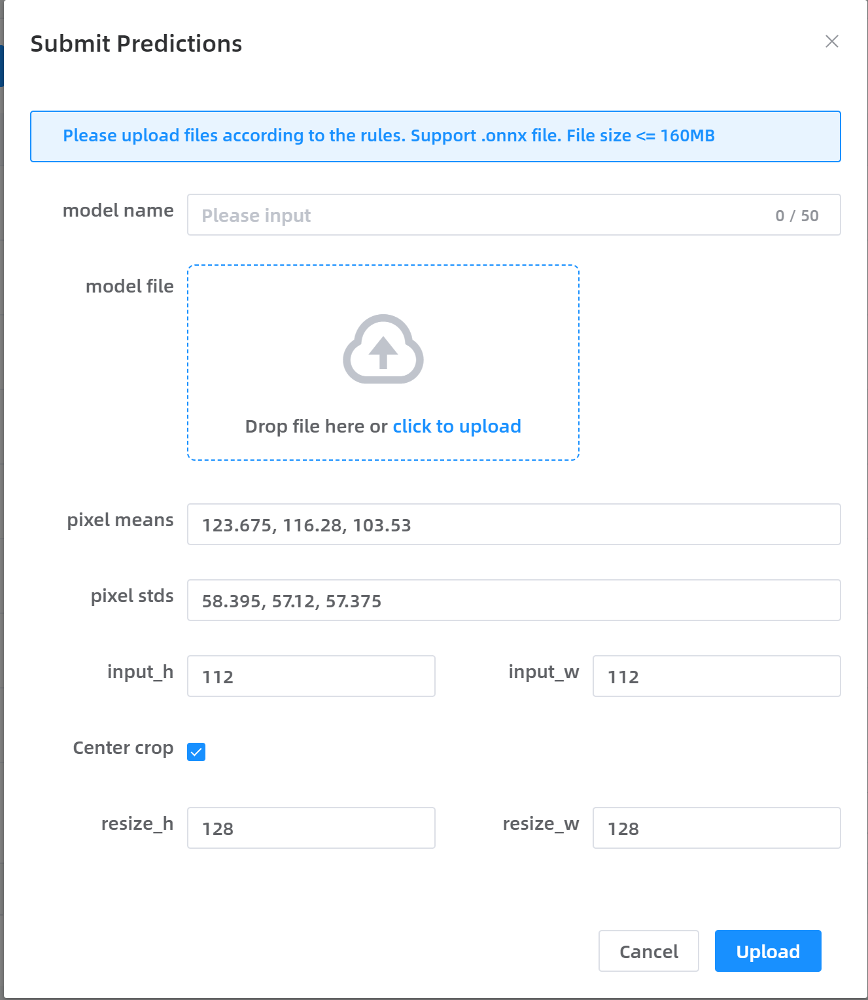 Submit Predictions
Please upload files according to the rules. Support .onnx file. File size <= 160MB
model name
Please input
0 / 50
model file
Drop file here or click to upload
pixel means
123.675, 116.28, 103.53
pixel stds
58.395, 57.12, 57.375
input_h
112
input_w
112
Center crop
resize_h
128
resize_w
128
Cancel
Upload